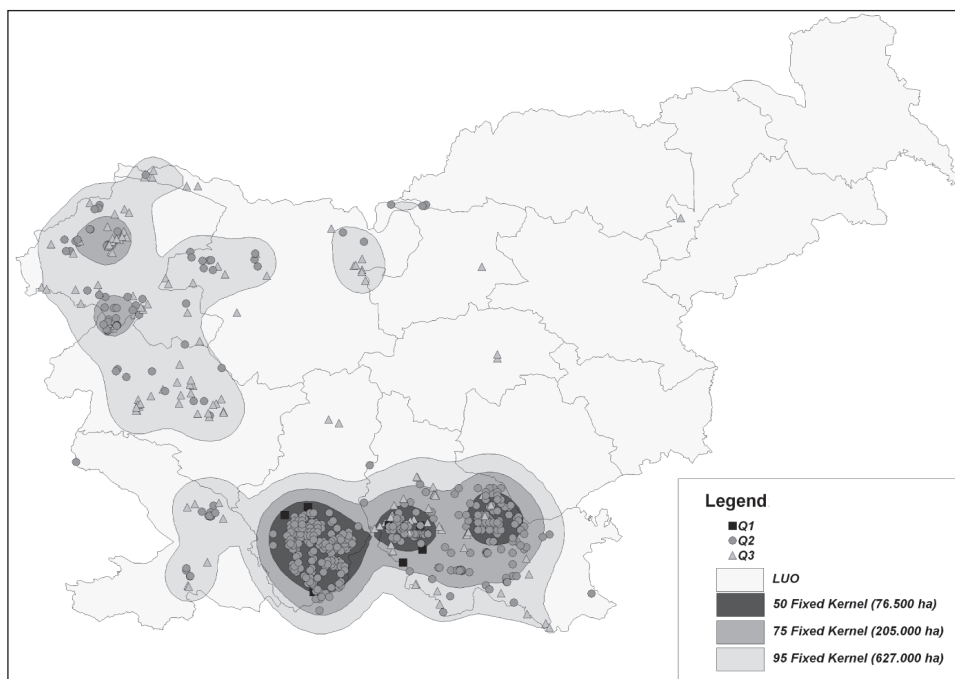 Legend
Q1
Q2
Q3
LUO
50 Fixed Kernel (76.500 ha)
75 Fixed Kernel (205.000 ha)
95 Fixed Kernel (627.000 ha)